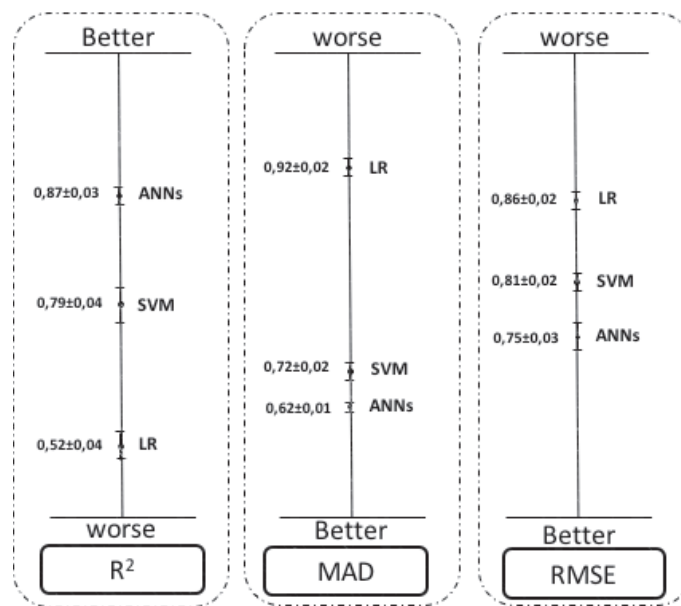 Better
0,87±0,03 ANNs
0,79±0,04 SVM
0,52±0,04 LR
worse
R²
worse
0,92±0,02 LR
0,72±0,02 SVM
0,62±0,01 ANNs
Better
MAD
worse
0,86±0,02 LR
0,81±0,02 SVM
0,75±0,03 ANNs
Better
RMSE